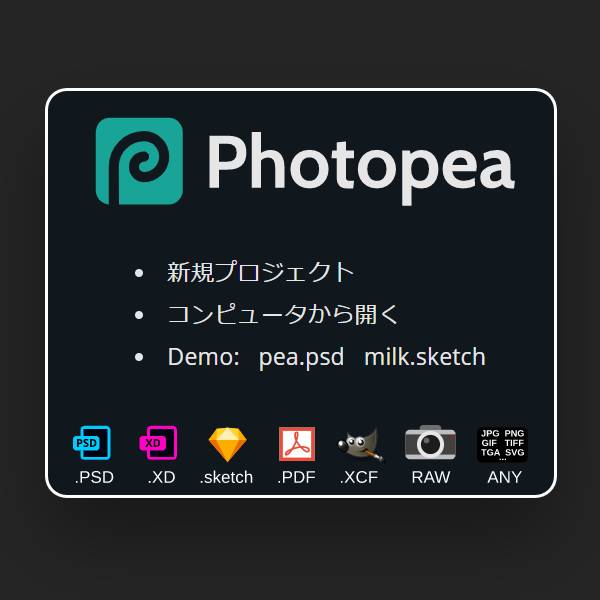 Photopea
新規プロジェクト
コンピュータから開く
Demo: pea.psd milk.sketch
PSD XD JPG PNG
GIF TIFF
TGA SVG
...
.PSD .XD .sketch .PDF .XCF RAW ANY